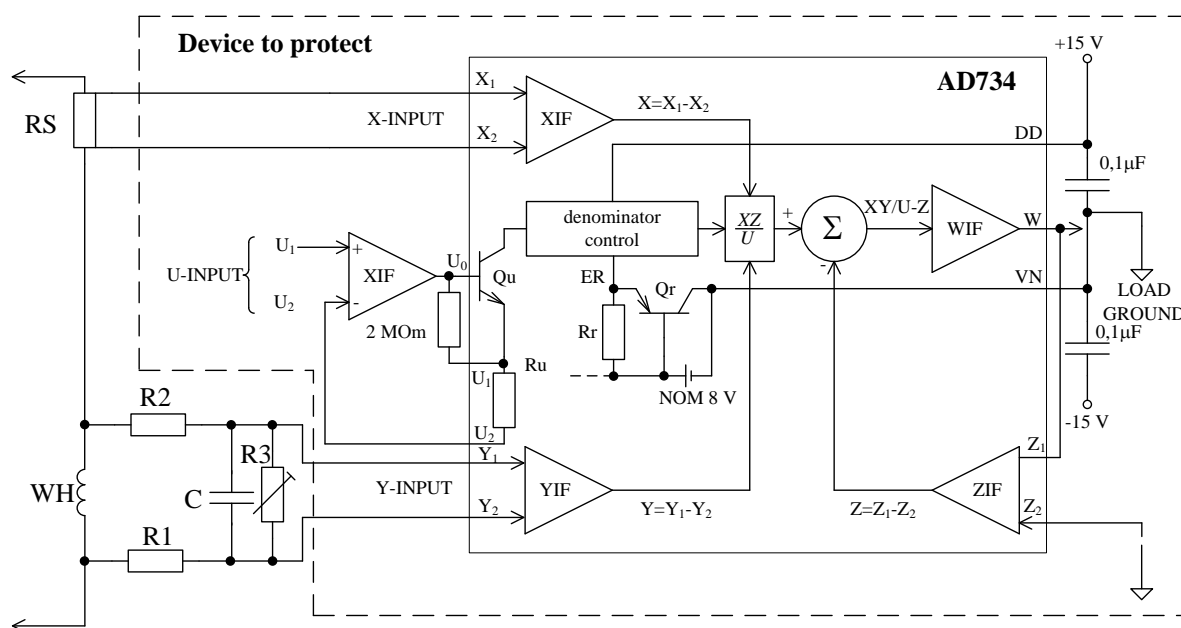 Device to protect
+15 V
AD734
RS
X-INPUT
X₁
X₂
XIF
X=X₁-X₂
DD
0,1µF
denominator
control
XZ
U
+
Σ
-
XY/U-Z
WIF
W
U-INPUT
U₁
U₂
+
-
XIF
U₀
Qu
2 MOm
ER
Qr
Rr
VN
LOAD
GROUND
0,1µF
Ru
U₁
U₂
NOM 8 V
-15 V
R2
R3
WH
C
R1
Y-INPUT
Y₁
Y₂
YIF
Y=Y₁-Y₂
Z=Z₁-Z₂
ZIF
Z₁
Z₂